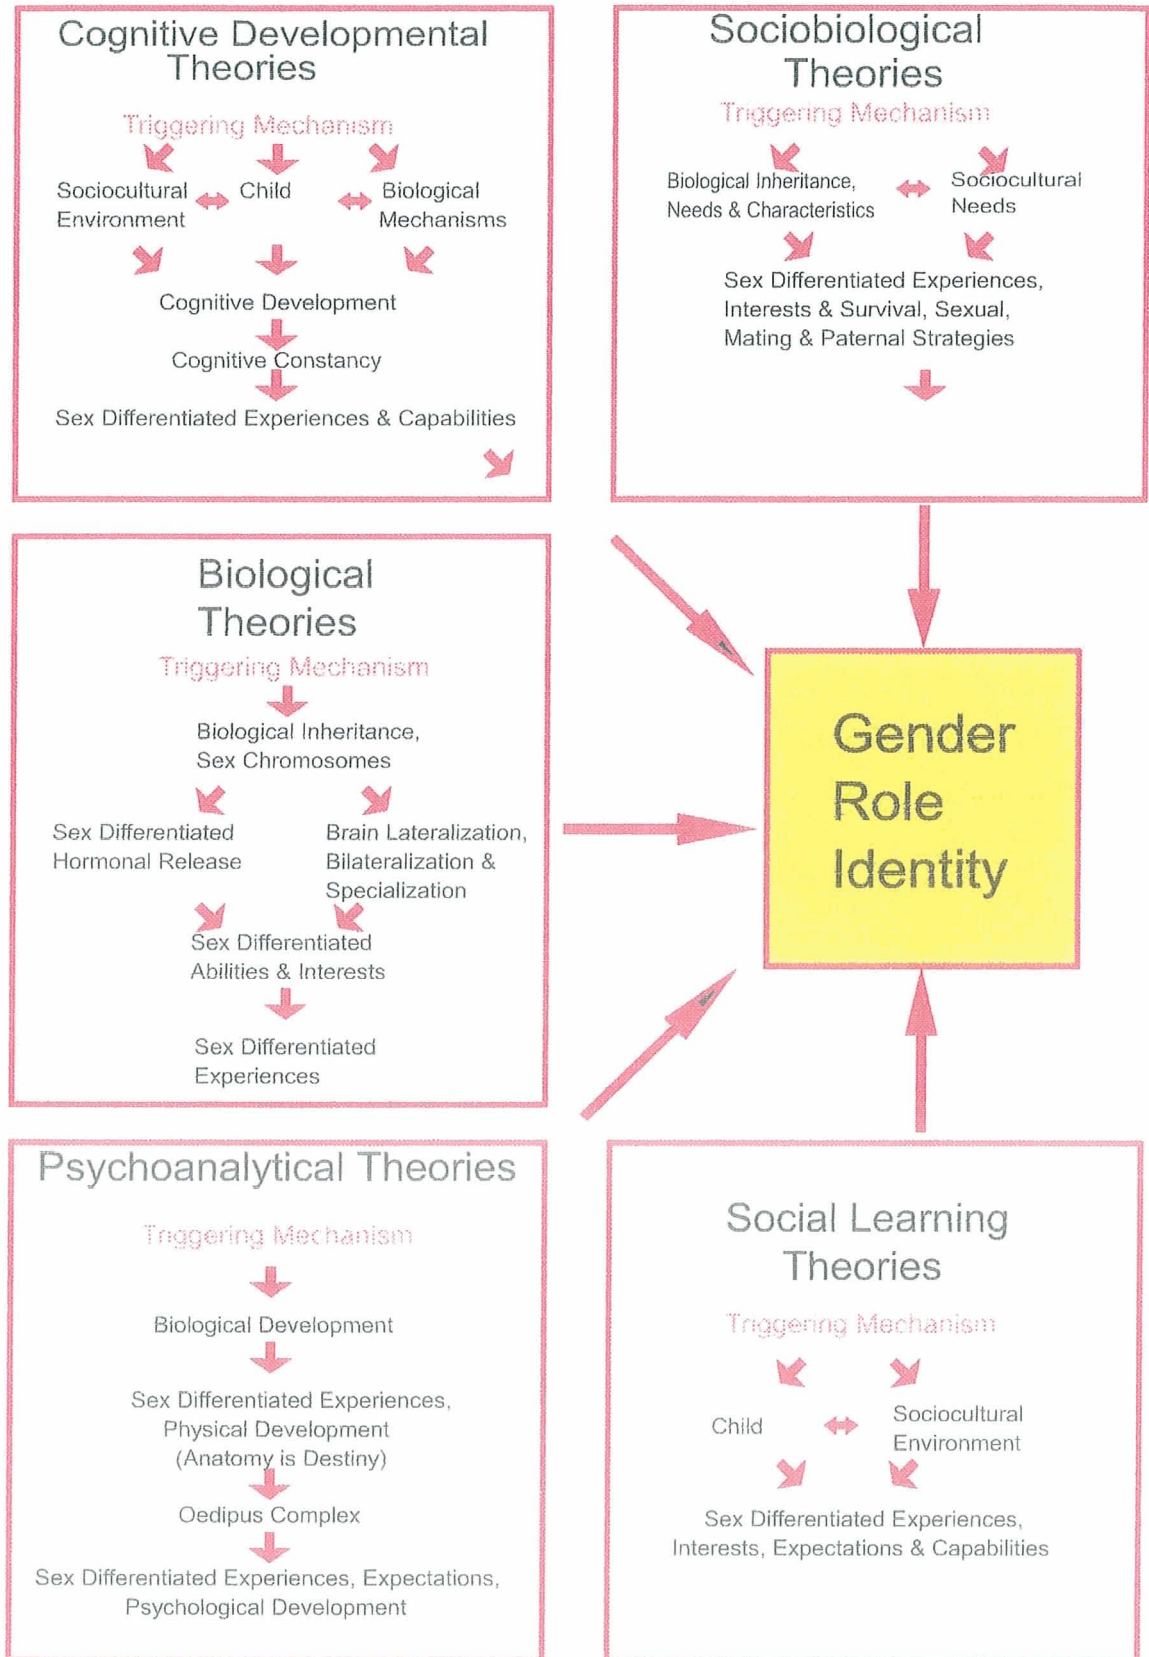 Cognitive Developmental
Theories
Triggering Mechanism
Sociocultural
Environment
Child
Biological
Mechanisms
Cognitive Development
Cognitive Constancy
Sex Differentiated Experiences & Capabilities
Sociobiological
Theories
Triggering Mechanism
Biological Inheritance,
Needs & Characteristics
Sociocultural
Needs
Sex Differentiated Experiences,
Interests & Survival, Sexual,
Mating & Paternal Strategies
Biological
Theories
Triggering Mechanism
Biological Inheritance,
Sex Chromosomes
Sex Differentiated
Hormonal Release
Brain Lateralization,
Bilateralization &
Specialization
Sex Differentiated
Abilities & Interests
Sex Differentiated
Experiences
Gender
Role
Identity
Psychoanalytical Theories
Triggering Mechanism
Biological Development
Sex Differentiated Experiences,
Physical Development
(Anatomy is Destiny)
Oedipus Complex
Sex Differentiated Experiences, Expectations,
Psychological Development
Social Learning
Theories
Triggering Mechanism
Child
Sociocultural
Environment
Sex Differentiated Experiences,
Interests, Expectations & Capabilities